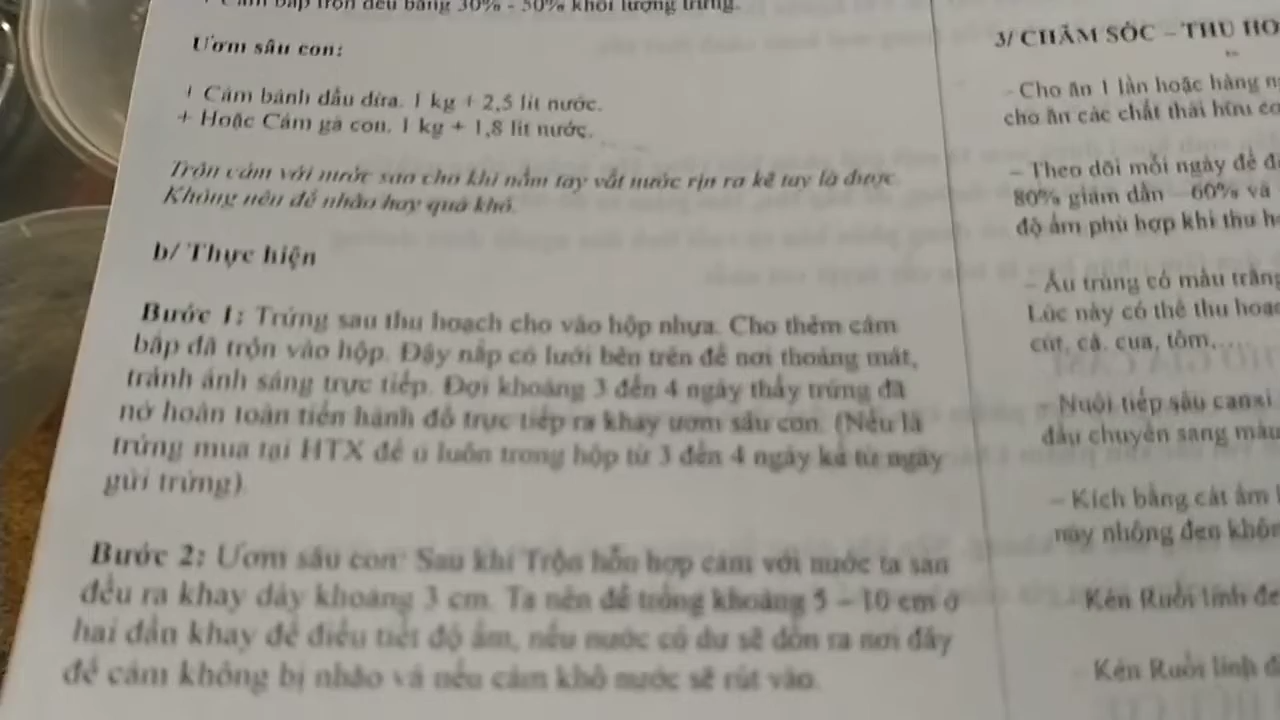 + Cám bắp trộn đều bằng 30% - 50% khối lượng trứng.
Ươm sâu con:
+ Cám bánh dầu dừa. 1 kg + 2,5 lít nước.
+ Hoặc Cám gà con. 1 kg + 1,8 lít nước.
Trộn cám với nước sao cho khi nắm tay vắt nước rịn ra kẽ tay là được.
Không nên để nhão hay quá khô.
b/ Thực hiện
Bước 1: Trứng sau thu hoạch cho vào hộp nhựa. Cho thêm cám
bắp đã trộn vào hộp. Đậy nắp có lưới bên trên để nơi thoáng mát,
tránh ánh sáng trực tiếp. Đợi khoảng 3 đến 4 ngày thấy trứng đã
nở hoàn toàn tiến hành đổ trực tiếp ra khay ươm sâu con. (Nếu là
trứng mua tại HTX để ủ luôn trong hộp từ 3 đến 4 ngày kể từ ngày
gửi trứng).
Bước 2: Ươm sâu con: Sau khi Trộn hỗn hợp cám với nước ta san
đều ra khay dày khoảng 3 cm. Ta nên để trống khoảng 5 – 10 cm ở
hai đần khay để điều tiết độ ẩm, nếu nước có dư sẽ dồn ra nơi đây
để cám không bị nhão và nếu cám khô nước sẽ rút vào.
3/ CHĂM SÓC – THU HO
- Cho ăn 1 lần hoặc hàng
cho ăn các chất thải hữu
– Theo dõi mỗi ngày để
80% giảm dần – 60% và
độ ẩm phù hợp khi thu
– Ấu trùng có màu trắng
Lúc này có thể thu hoạ
cút, cá, cua, tôm,...
- Nuôi tiếp sâu canxi
đầu chuyển sang màu
– Kích bằng cát ẩm
này nhộng đen khôn
- Kén Ruồi lính đe
- Kén Ruồi lính đ